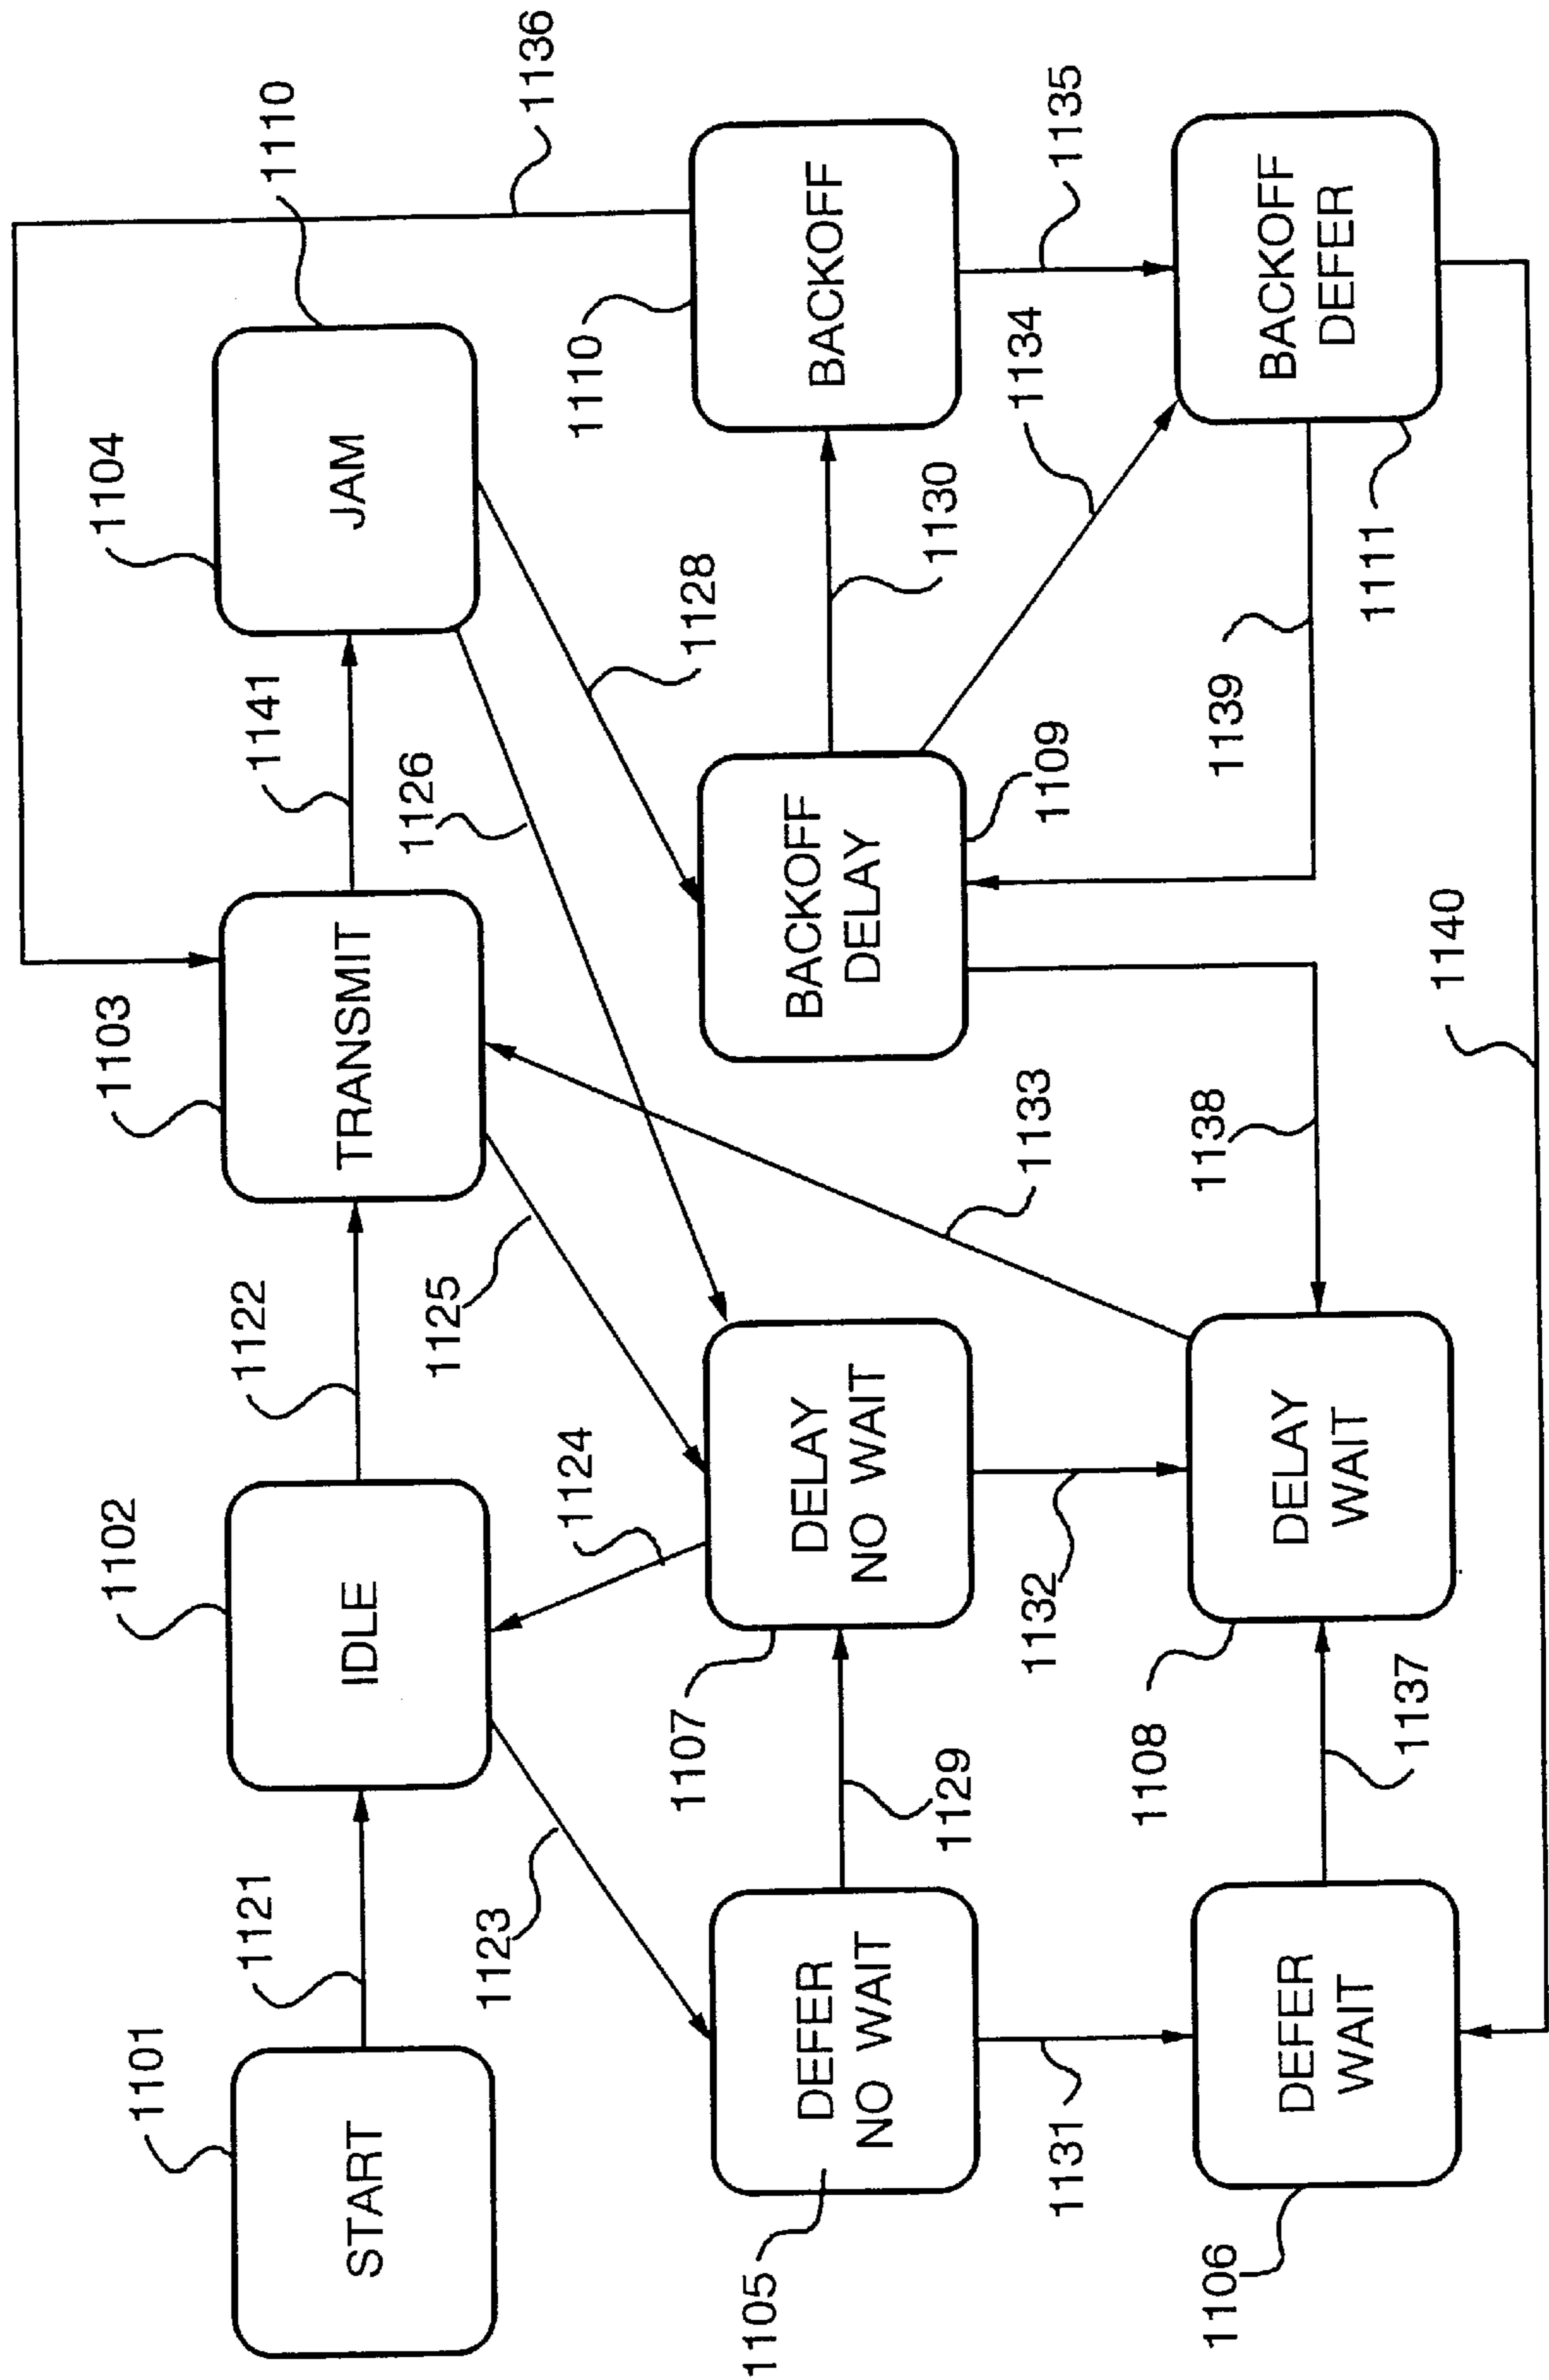 1136
1110
1104
1141
1103
1122
1102
1121
1101
JAM
TRANSMIT
IDLE
START
1126
1125
1124
1123
1110
1128
BACKOFF
BACKOFF
DELAY
DELAY
NO WAIT
1107
DEFER
NO WAIT
1105
1130
1129
1135
1134
1109
1133
1132
1131
BACKOFF
DEFER
1139
1138
DELAY
WAIT
1108
DEFER
WAIT
1106
1111
1137
1140